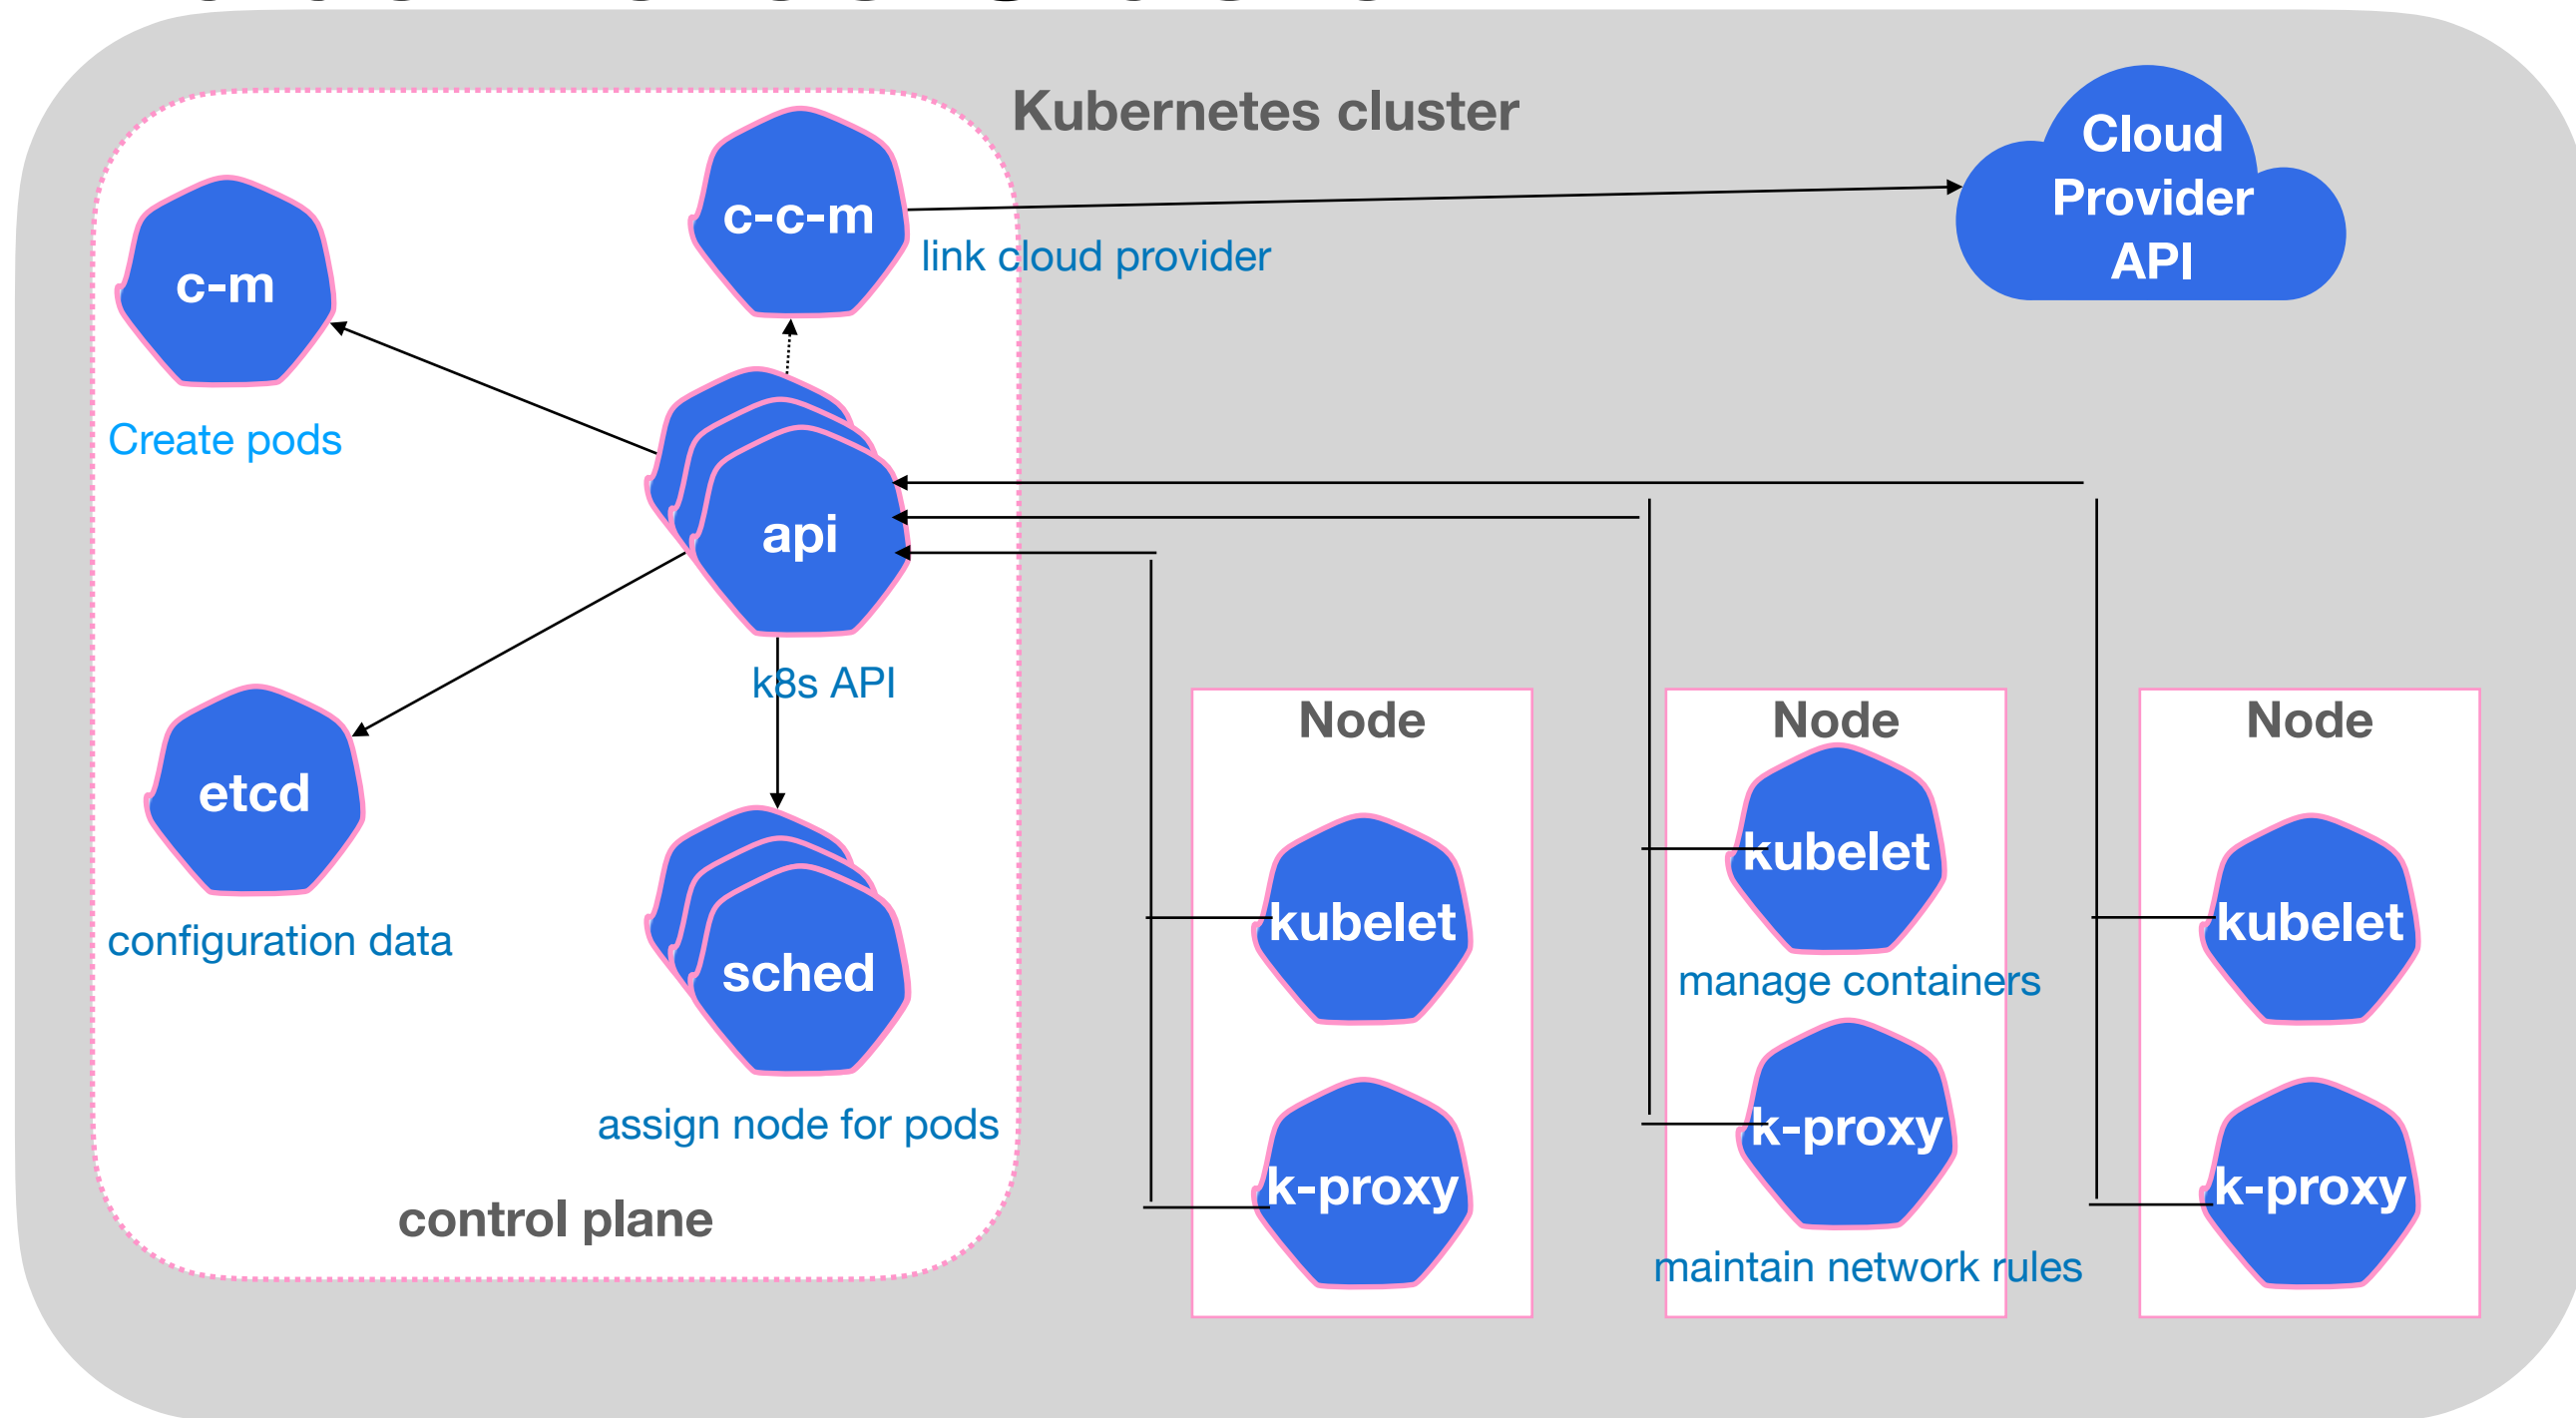 Kubernetes cluster
Cloud
Provider
API
c-c-m
link cloud provider
c-m
Create pods
api
k8s API
etcd
configuration data
sched
assign node for pods
control plane
Node
kubelet
k-proxy
Node
kubelet
manage containers
k-proxy
maintain network rules
Node
kubelet
k-proxy